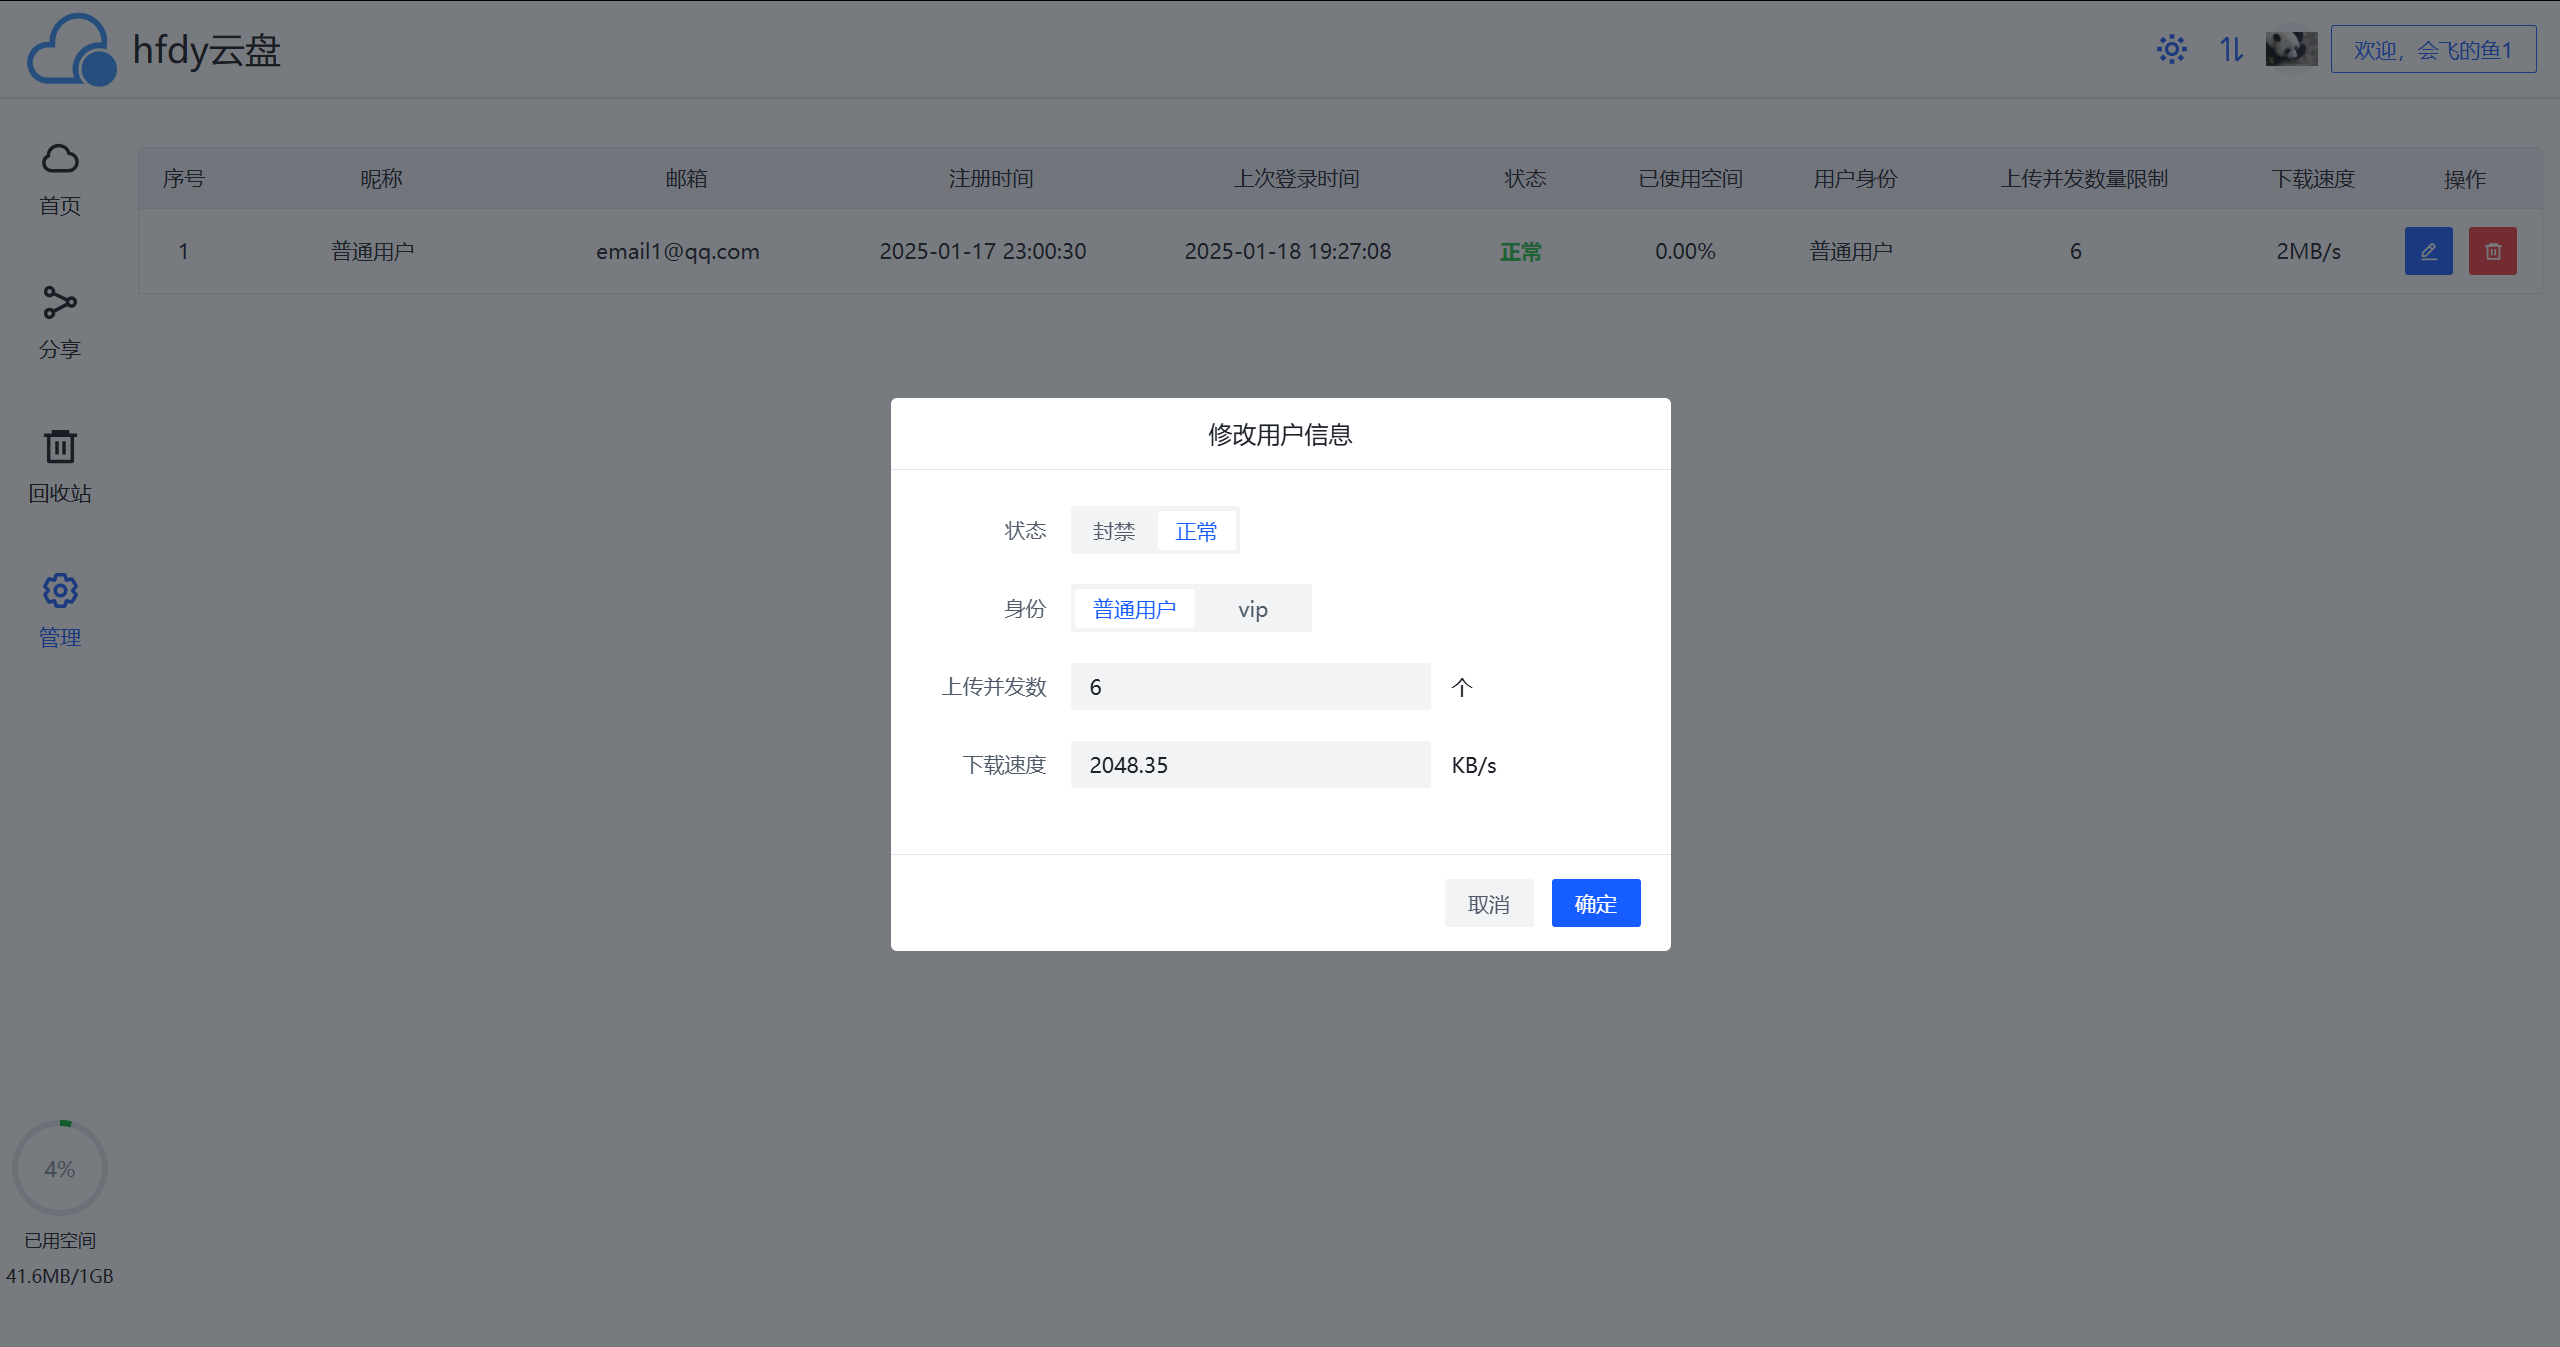 hfdy云盘
欢迎，会飞的鱼1
首页
分享
回收站
管理
序号 昵称 邮箱 注册时间 上次登录时间 状态 已使用空间 用户身份 上传并发数量限制 下载速度 操作
1 普通用户 email1@qq.com 2025-01-17 23:00:30 2025-01-18 19:27:08 正常 0.00% 普通用户 6 2MB/s
修改用户信息
状态 封禁 正常
身份 普通用户 vip
上传并发数 6 个
下载速度 2048.35 KB/s
取消 确定
4%
已用空间
41.6MB/1GB